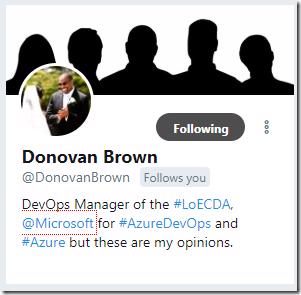 Following
Donovan Brown
@DonovanBrown Follows you
DevOps Manager of the #LoECDA,
@Microsoft for #AzureDevOps and
#Azure but these are my opinions.